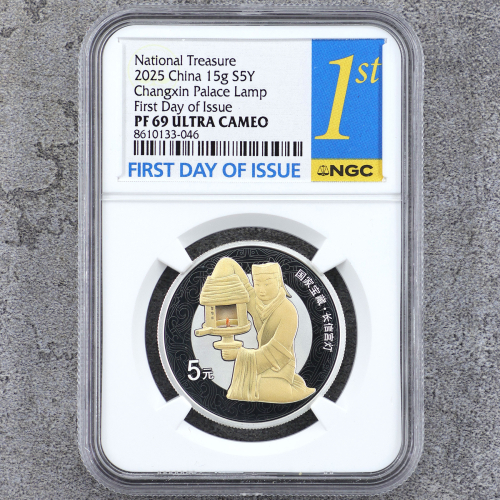 National Treasure
2025 China 15g S5Y
Changxin Palace Lamp
First Day of Issue
PF 69 ULTRA CAMEO
8610133-046
FIRST DAY OF ISSUE
1st
NGC
国家宝藏·长信宫灯
5元